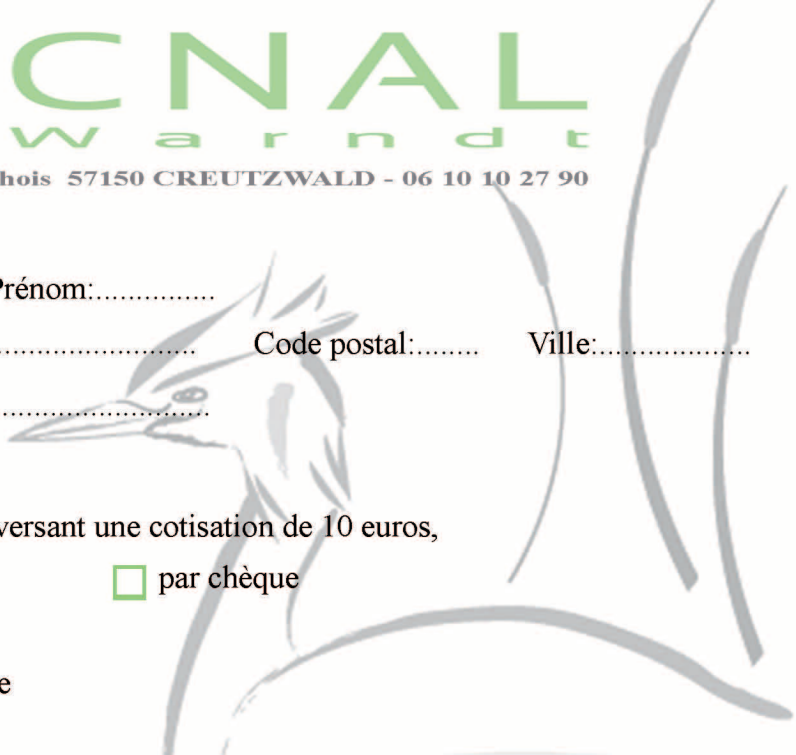 CNAL
Warndt
57150 CREUTZWALD - 06 10 10 27 90
Prénom:...............
.......................... Code postal:........ Ville:...................
...........................
versant une cotisation de 10 euros,
par chèque